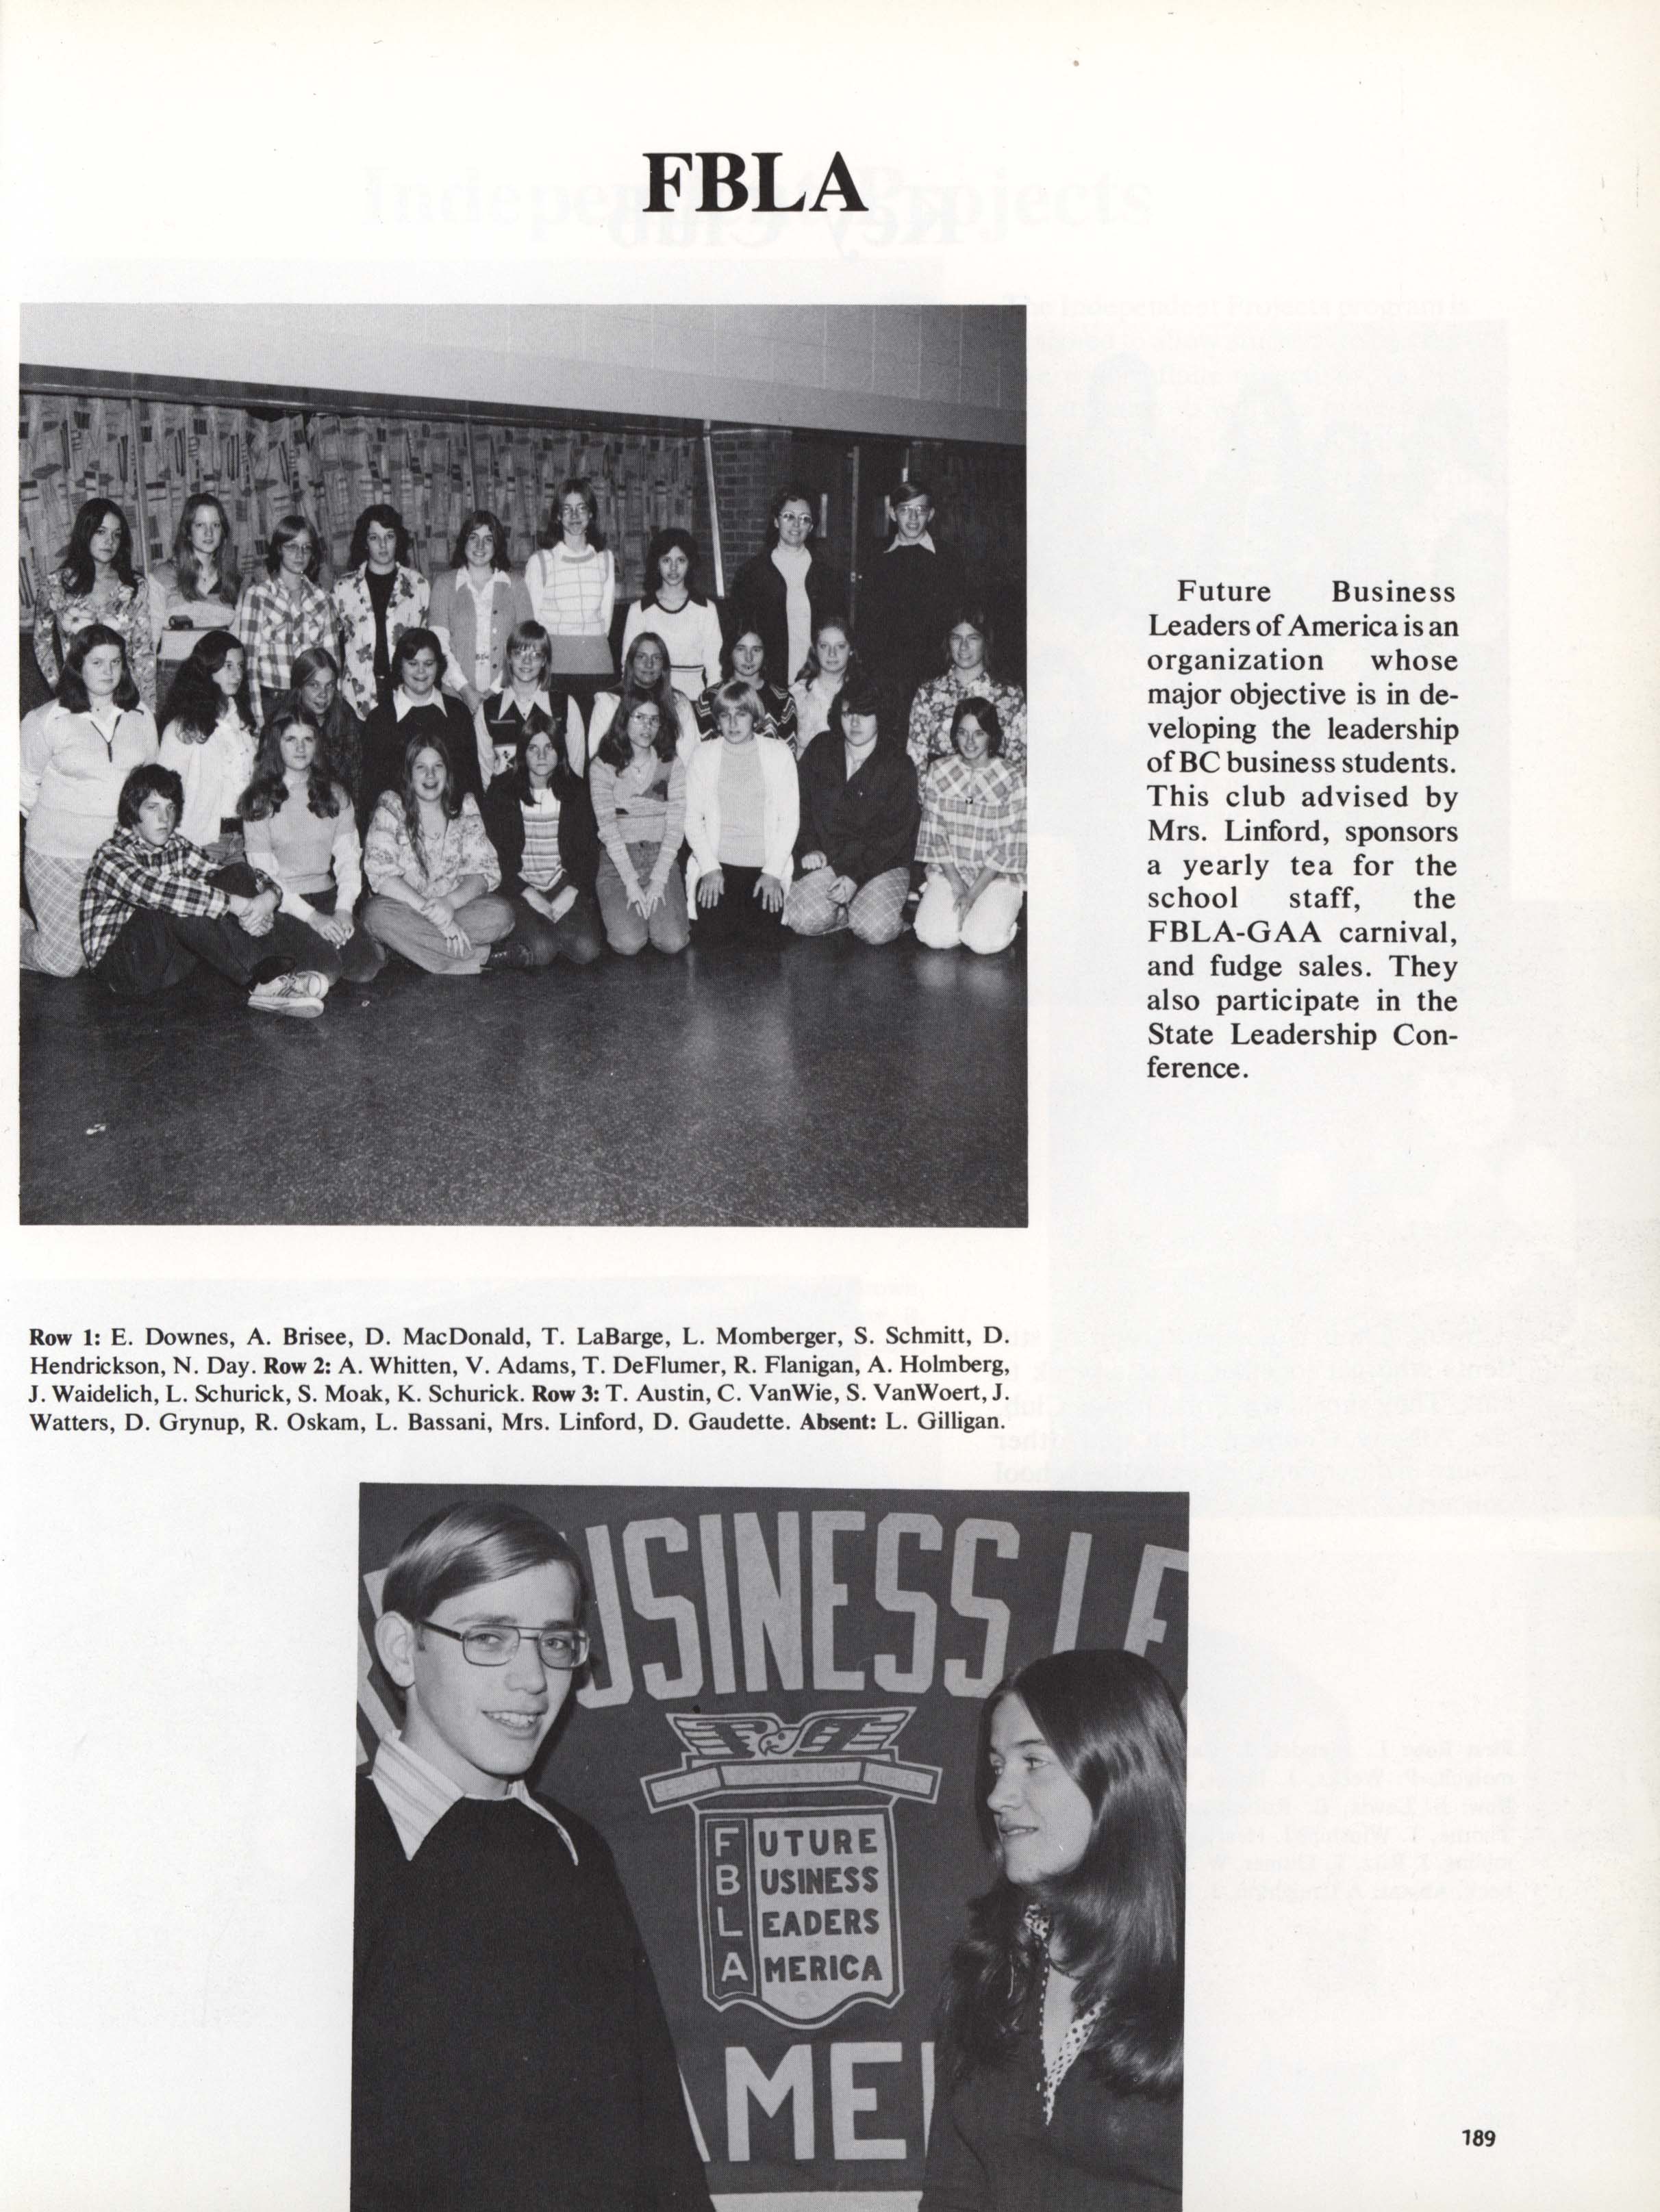 FBLA
Future Business
Leaders of America is an
organization whose
major objective is in de-
veloping the leadership
of BC business students.
This club advised by
Mrs. Linford, sponsors
a yearly tea for the
school staff, the
FBLA-GAA carnival,
and fudge sales. They
also participate in the
State Leadership Con-
ference.
Row 1: E. Downes, A. Brisee, D. MacDonald, T. LaBarge, L. Momberger, S. Schmitt, D.
Hendrickson, N. Day. Row 2: A. Whitten, V. Adams, T. DeFlumer, R. Flanigan, A. Holmberg,
J. Waidelich, L. Schurick, S. Moak, K. Schurick. Row 3: T. Austin, C. VanWie, S. VanWoert, J.
Watters, D. Grynup, R. Oskam, L. Bassani, Mrs. Linford, D. Gaudette. Absent: L. Gilligan.
USINESS LE
FUTURE
BUSINESS
LEADERS
AMERICA
AME
189